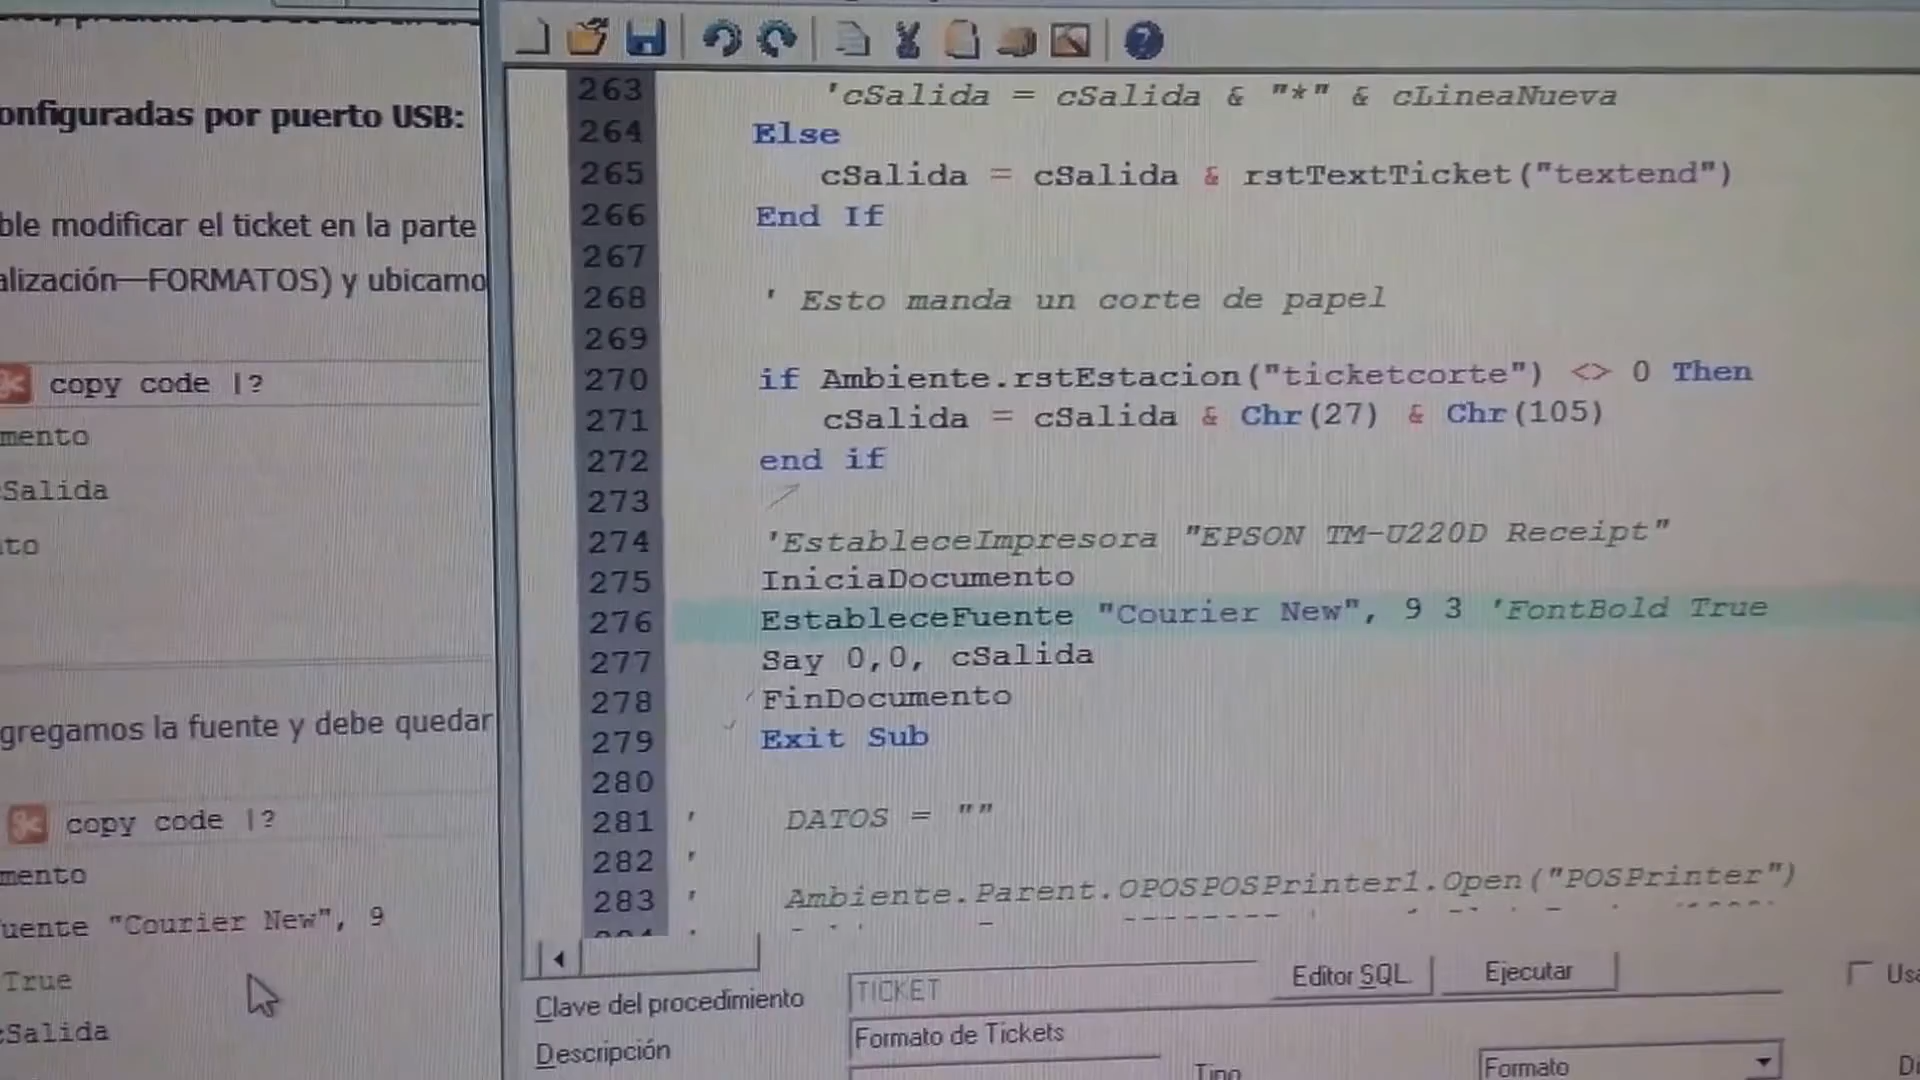 onfiguradas por puerto USB:
ble modificar el ticket en la parte
alización—FORMATOS) y ubicamo
copy code |?
mento
Salida
to
gregamos la fuente y debe quedar
copy code |?
mento
uente "Courier New", 9
True
cSalida
263 'cSalida = cSalida & "*" & cLineaNueva
264 Else
265 cSalida = cSalida & rstTextTicket("textend")
266 End If
267
268 ' Esto manda un corte de papel
269
270 if Ambiente.rstEstacion("ticketcorte") <> 0 Then
271 cSalida = cSalida & Chr(27) & Chr(105)
272 end if
273
274 'EstableceImpresora "EPSON TM-U220D Receipt"
275 IniciaDocumento
276 EstableceFuente "Courier New", 9 3 'FontBold True
277 Say 0,0, cSalida
278 FinDocumento
279 Exit Sub
280
281 ' DATOS = ""
282 '
283 ' Ambiente.Parent.OPOSPOSPrinter1.Open("POSPrinter")
Clave del procedimiento TICKET Editor SQL Ejecutar Usa
Descripción Formato de Tickets
Tipo Formato